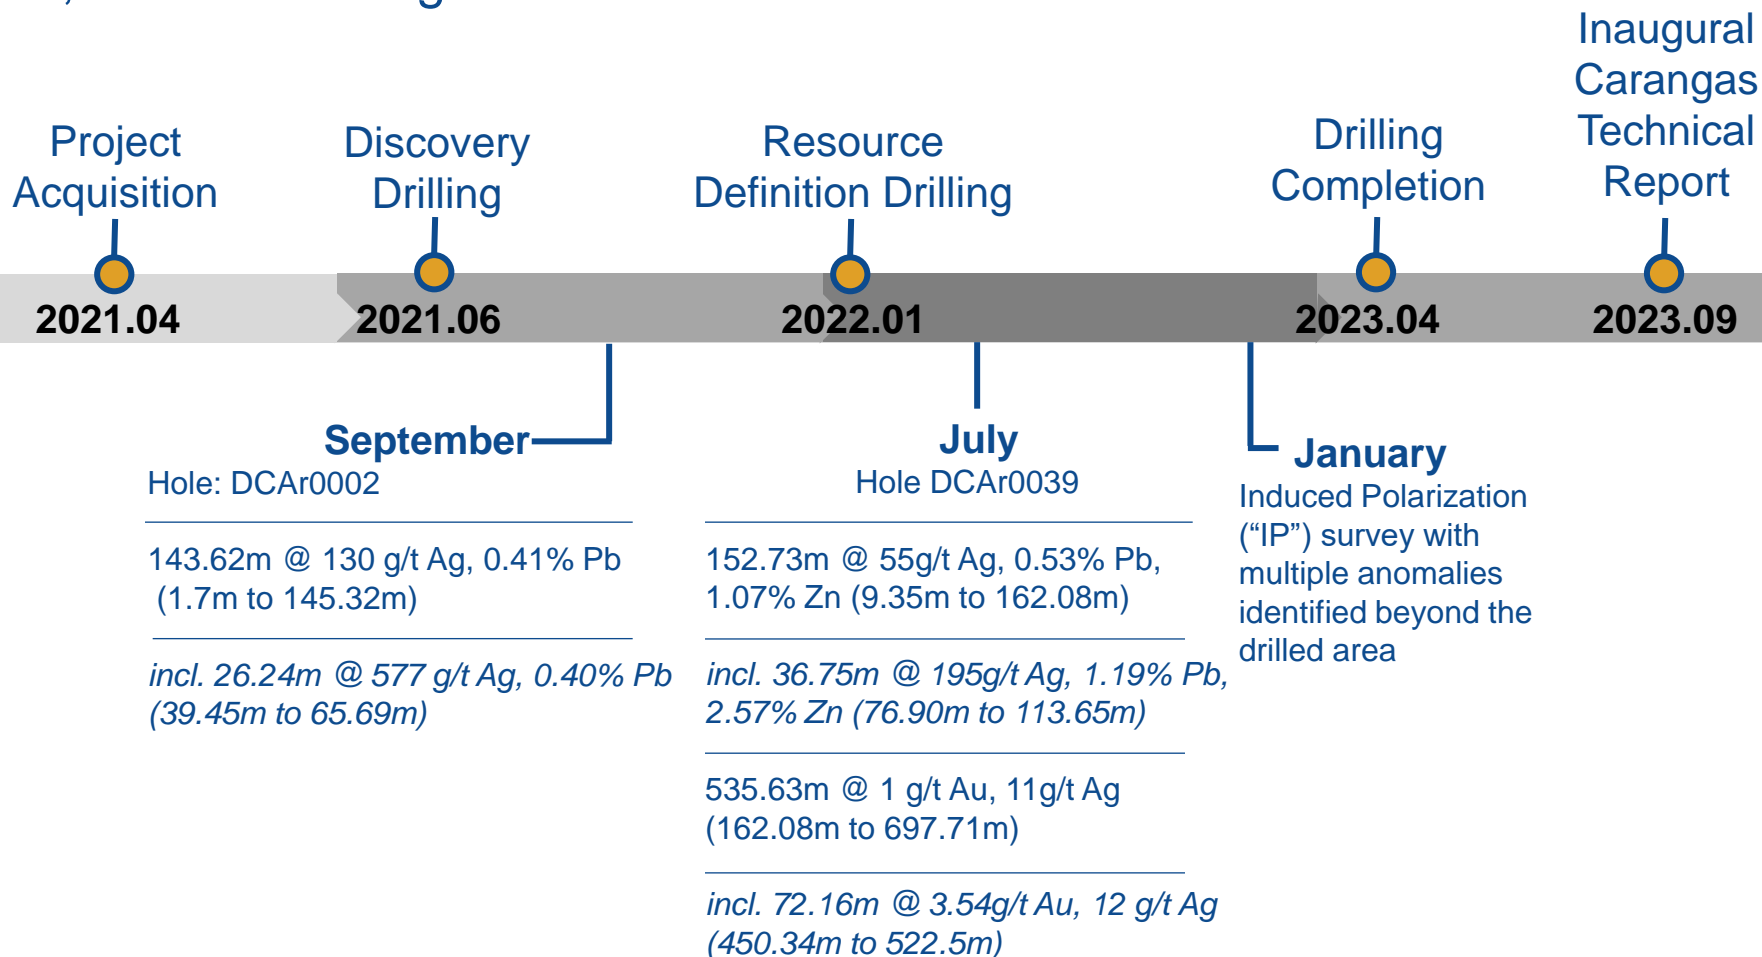 Project
Acquisition
Discovery
Drilling
Resource
Definition Drilling
Drilling
Completion
Inaugural
Carangas
Technical
Report
2021.04
2021.06
2022.01
2023.04
2023.09
September
Hole: DCAr0002
143.62m @ 130 g/t Ag, 0.41% Pb
(1.7m to 145.32m)
incl. 26.24m @ 577 g/t Ag, 0.40% Pb
(39.45m to 65.69m)
July
Hole DCAr0039
152.73m @ 55g/t Ag, 0.53% Pb,
1.07% Zn (9.35m to 162.08m)
incl. 36.75m @ 195g/t Ag, 1.19% Pb,
2.57% Zn (76.90m to 113.65m)
535.63m @ 1 g/t Au, 11g/t Ag
(162.08m to 697.71m)
incl. 72.16m @ 3.54g/t Au, 12 g/t Ag
(450.34m to 522.5m)
January
Induced Polarization
(“IP”) survey with
multiple anomalies
identified beyond the
drilled area